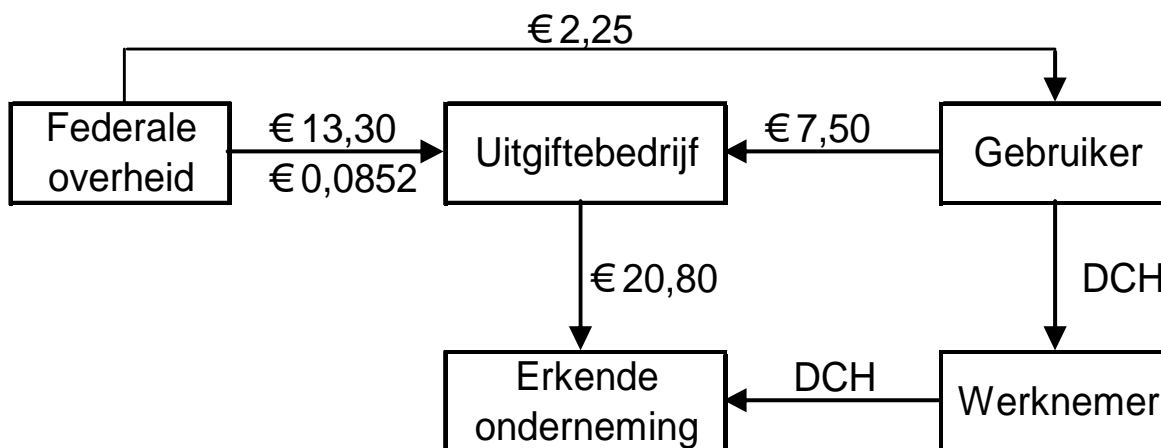 € 2,25
Federale
overheid
€ 13,30
€ 0,0852
Uitgiftebedrijf
€ 7,50
Gebruiker
€ 20,80
DCH
Erkende
onderneming
DCH
Werknemer